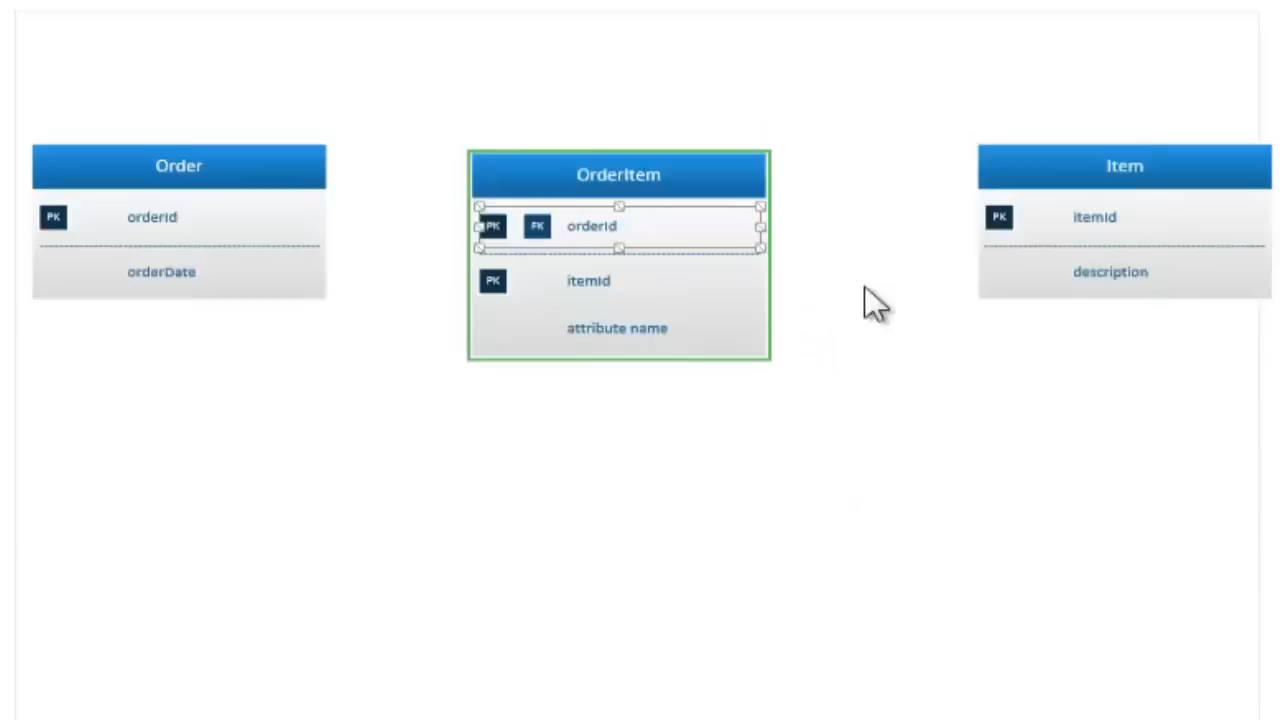 Order
PK orderId
orderDate
OrderItem
PK FK orderId
PK itemId
attribute name
Item
PK itemId
description